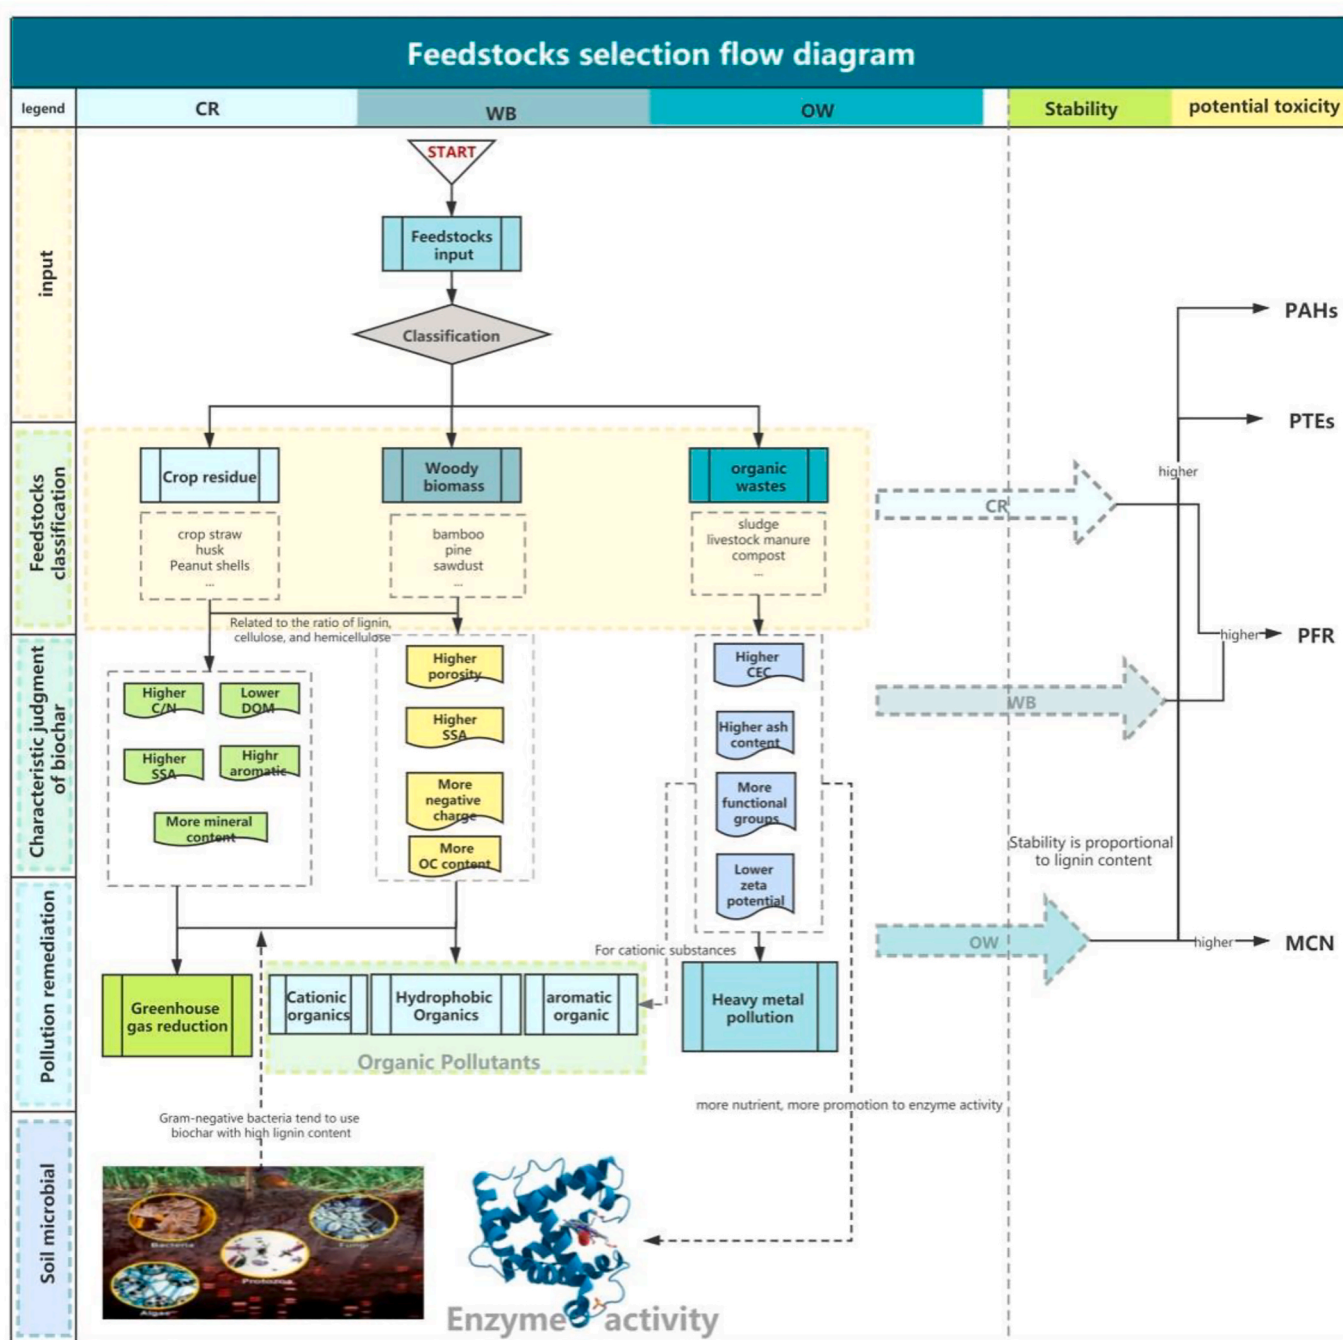 Feedstocks selection flow diagram
legend
CR
WB
OW
Stability
potential toxicity
input
START
Feedstocks
input
Classification
PAHs
PTEs
higher
Feedstocks
classification
Crop residue
Woody
biomass
organic
wastes
crop straw
husk
Peanut shells
...
bamboo
pine
sawdust
...
sludge
livestock manure
compost
...
CR
Related to the ratio of lignin,
cellulose, and hemicellulose
higher
PFR
Characteristic judgment
of biochar
Higher
C/N
Lower
DOM
Higher
SSA
Highr
aromatic
More mineral
content
Higher
porosity
Higher
SSA
More
negative
charge
More
OC content
Higher
CEC
Higher ash
content
More
functional
groups
Lower
zeta
potential
WB
Stability is proportional
to lignin content
Pollution remediation
OW
higher
MCN
For cationic substances
Greenhouse
gas reduction
Cationic
organics
Hydrophobic
Organics
aromatic
organic
Organic Pollutants
Heavy metal
pollution
Soil microbial
Gram-negative bacteria tend to use
biochar with high lignin content
more nutrient, more promotion to enzyme activity
Bacteria
Fungi
Protozoa
Algae
Enzyme activity